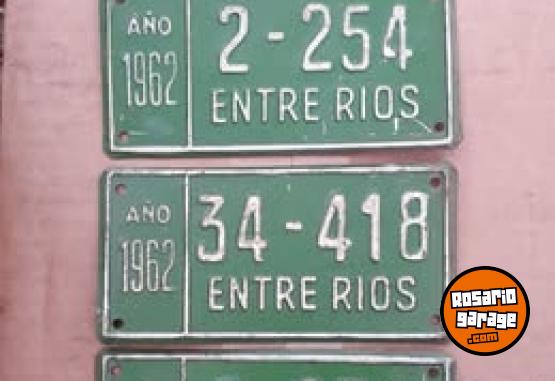 AÑO
1962
2-254
ENTRE RIOS
AÑO
1962
34-418
ENTRE RIOS
Rosario
garage
.com